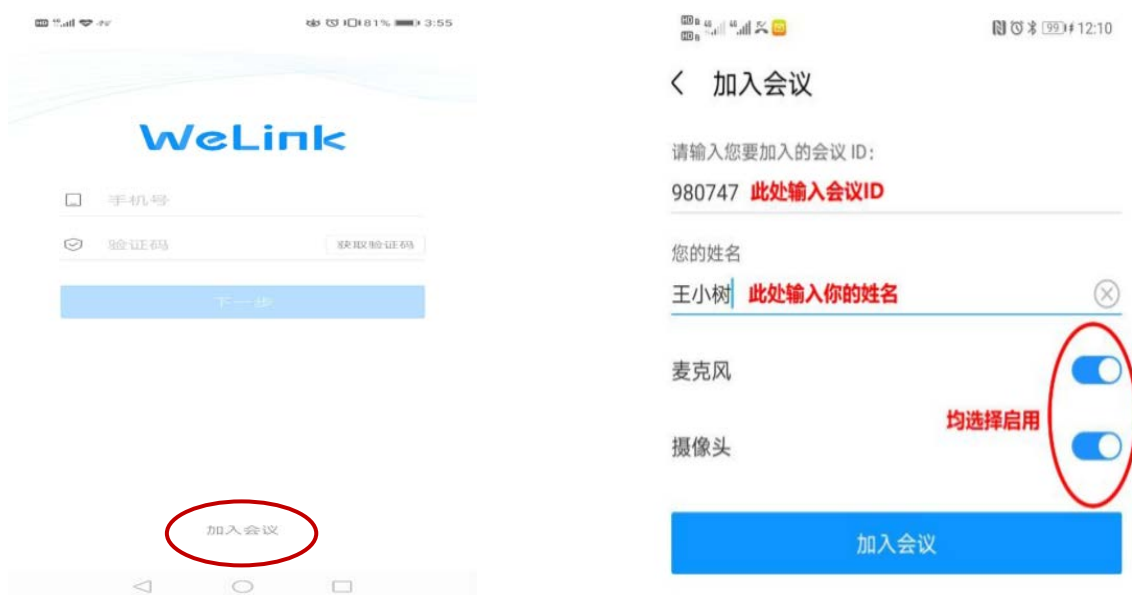 81% 3:55
WeLink
手机号
验证码 获取验证码
下一步
加入会议
99 12:10
加入会议
请输入您要加入的会议 ID:
980747 此处输入会议ID
您的姓名
王小树 此处输入你的姓名
麦克风
均选择启用
摄像头
加入会议